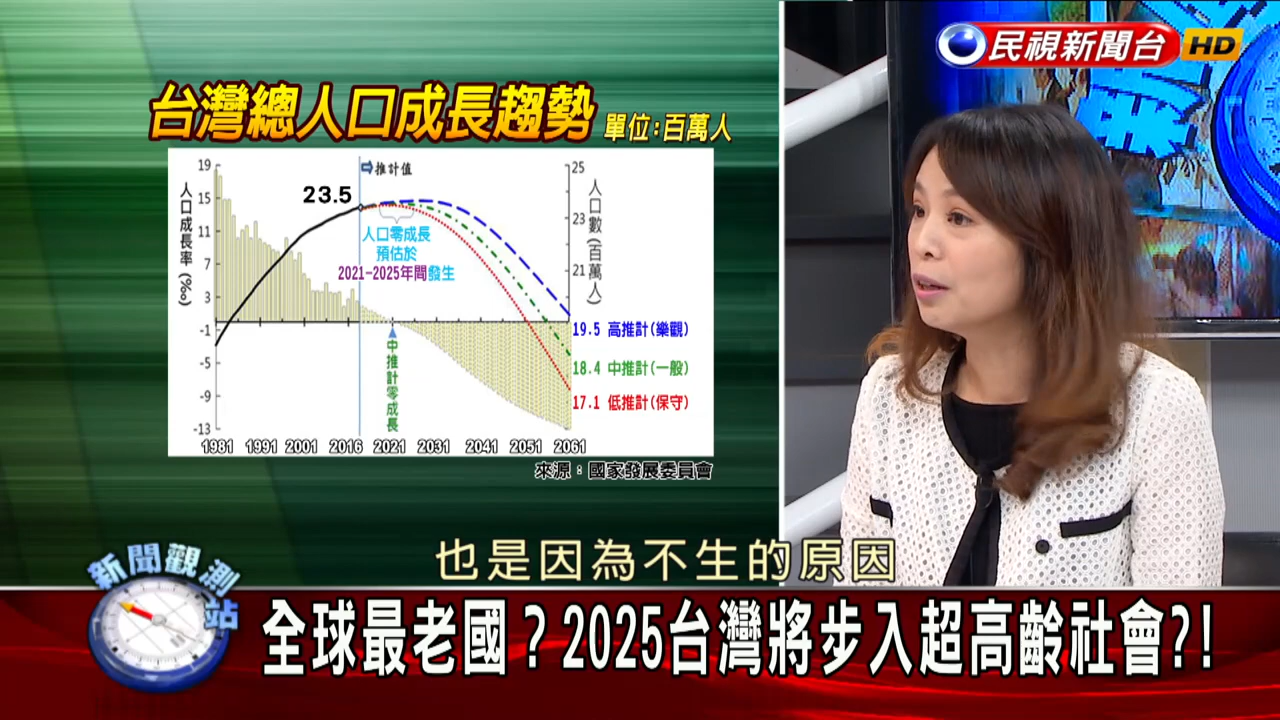 民視新聞台 HD
台灣總人口成長趨勢 單位:百萬人
19
15
11
7
3
-1
-5
-9
-13
人口成長率(‰)
推計值
23.5
人口零成長
預估於
2021-2025年間發生
中推計零成長
25
23
21
人口數(百萬人)
19.5 高推計(樂觀)
18.4 中推計(一般)
17.1 低推計(保守)
1981 1991 2001 2016 2021 2031 2041 2051 2061
來源:國家發展委員會
也是因為不生的原因
新聞觀測站
全球最老國?2025台灣將步入超高齡社會?!